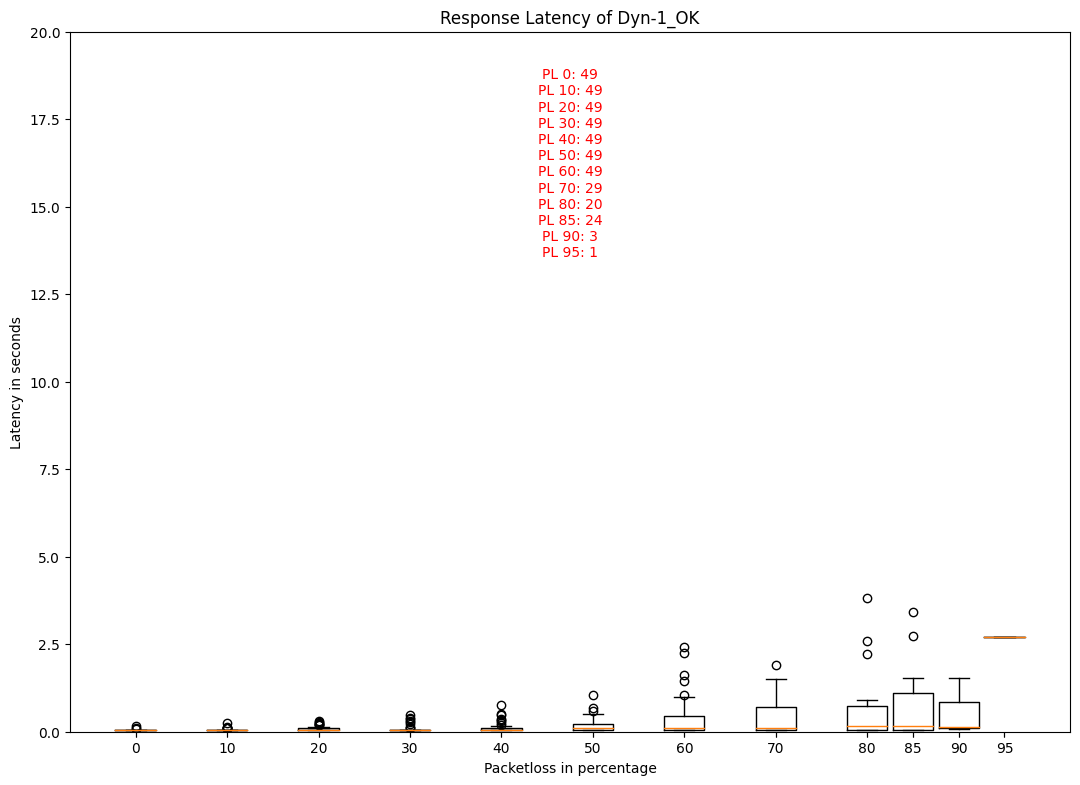 Response Latency of Dyn-1_OK
20.0
17.5
15.0
12.5
10.0
7.5
5.0
2.5
0.0
Latency in seconds
PL 0: 49
PL 10: 49
PL 20: 49
PL 30: 49
PL 40: 49
PL 50: 49
PL 60: 49
PL 70: 29
PL 80: 20
PL 85: 24
PL 90: 3
PL 95: 1
0 10 20 30 40 50 60 70 80 85 90 95
Packetloss in percentage